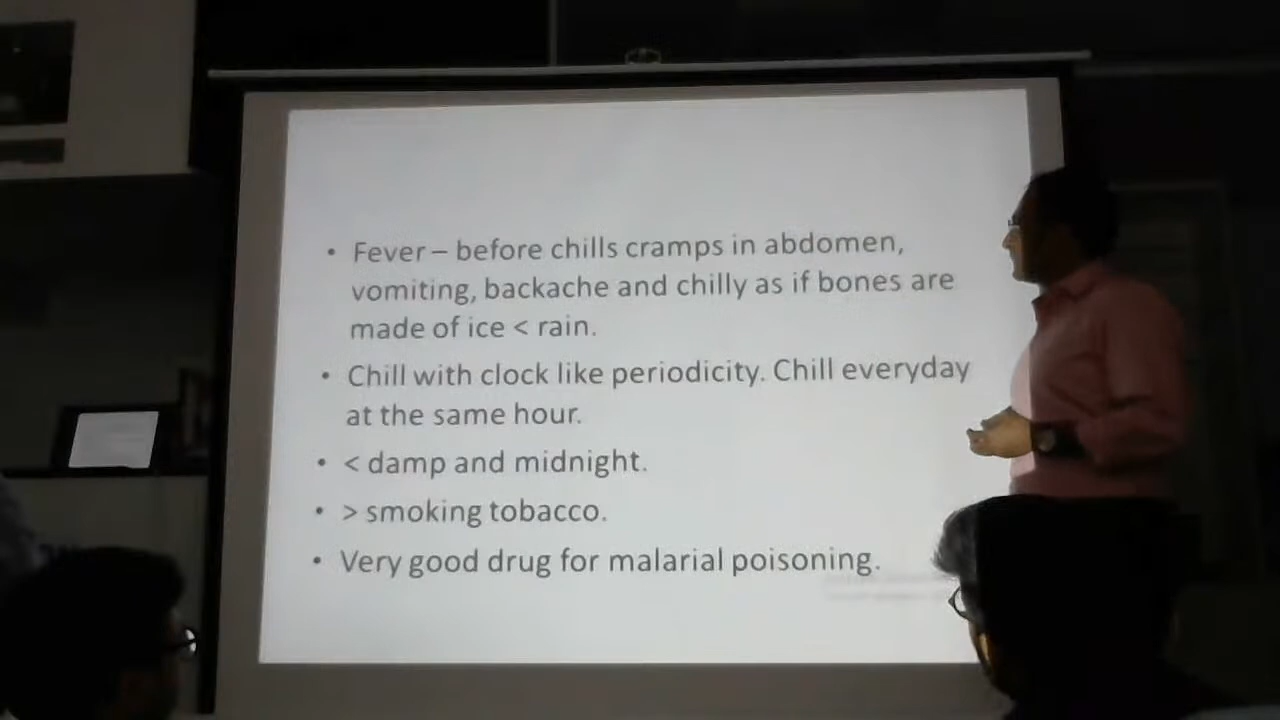 • Fever – before chills cramps in abdomen,
vomiting, backache and chilly as if bones are
made of ice < rain.
• Chill with clock like periodicity. Chill everyday
at the same hour.
• < damp and midnight.
• > smoking tobacco.
• Very good drug for malarial poisoning.